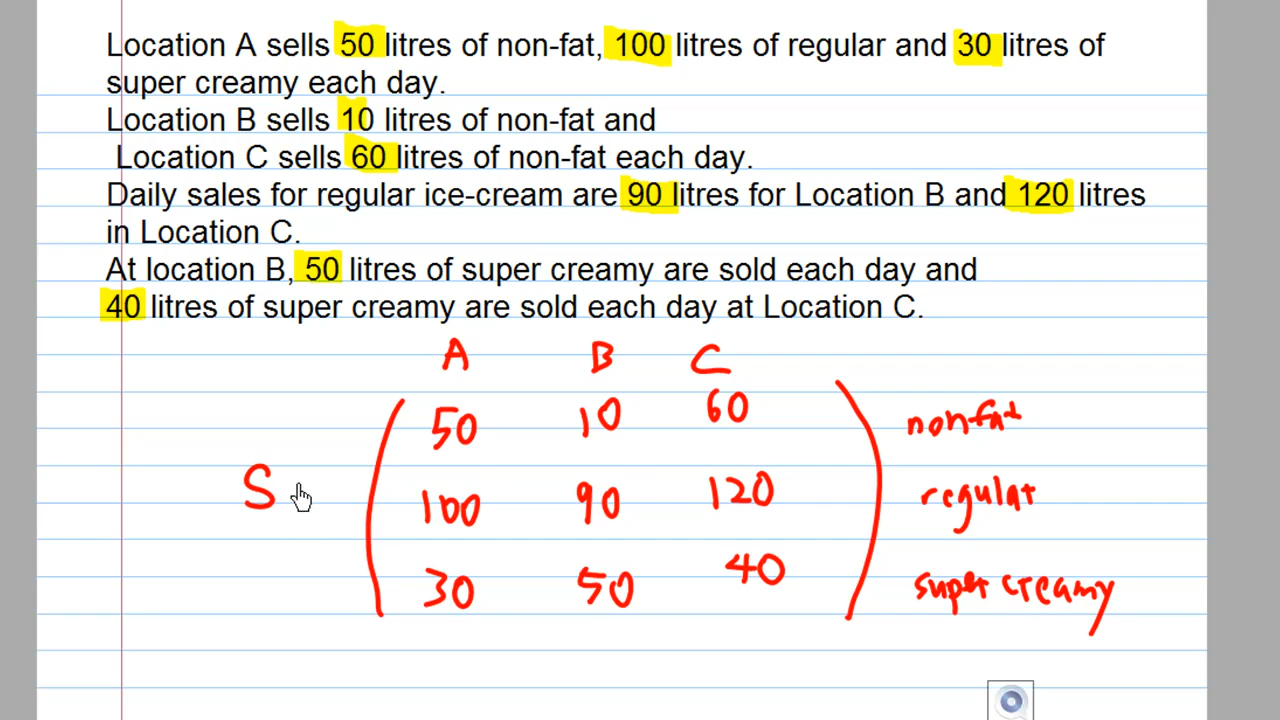 Location A sells 50 litres of non-fat, 100 litres of regular and 30 litres of
super creamy each day.
Location B sells 10 litres of non-fat and
Location C sells 60 litres of non-fat each day.
Daily sales for regular ice-cream are 90 litres for Location B and 120 litres
in Location C.
At location B, 50 litres of super creamy are sold each day and
40 litres of super creamy are sold each day at Location C.
A B C
50 10 60 nonfat
S 100 90 120 regular
30 50 40 super creamy